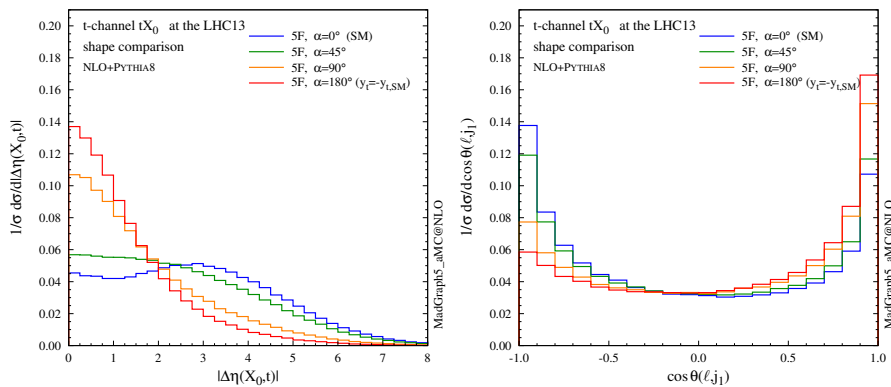 t-channel tX₀ at the LHC13
shape comparison
NLO+PYTHIA8
5F, α=0° (SM)
5F, α=45°
5F, α=90°
5F, α=180° (yₜ=-yₜ,SM)
1/σ dσ/d|Δη(X₀,t)|
0.20
0.18
0.16
0.14
0.12
0.10
0.08
0.06
0.04
0.02
0.00
0 1 2 3 4 5 6 7 8
|Δη(X₀,t)|
MadGraph5_aMC@NLO
t-channel tX₀ at the LHC13
shape comparison
NLO+PYTHIA8
5F, α=0° (SM)
5F, α=45°
5F, α=90°
5F, α=180° (yₜ=-yₜ,SM)
1/σ dσ/dcosθ(ℓ,j₁)
0.20
0.18
0.16
0.14
0.12
0.10
0.08
0.06
0.04
0.02
0.00
-1.0 -0.5 0.0 0.5 1.0
cosθ(ℓ,j₁)
MadGraph5_aMC@NLO